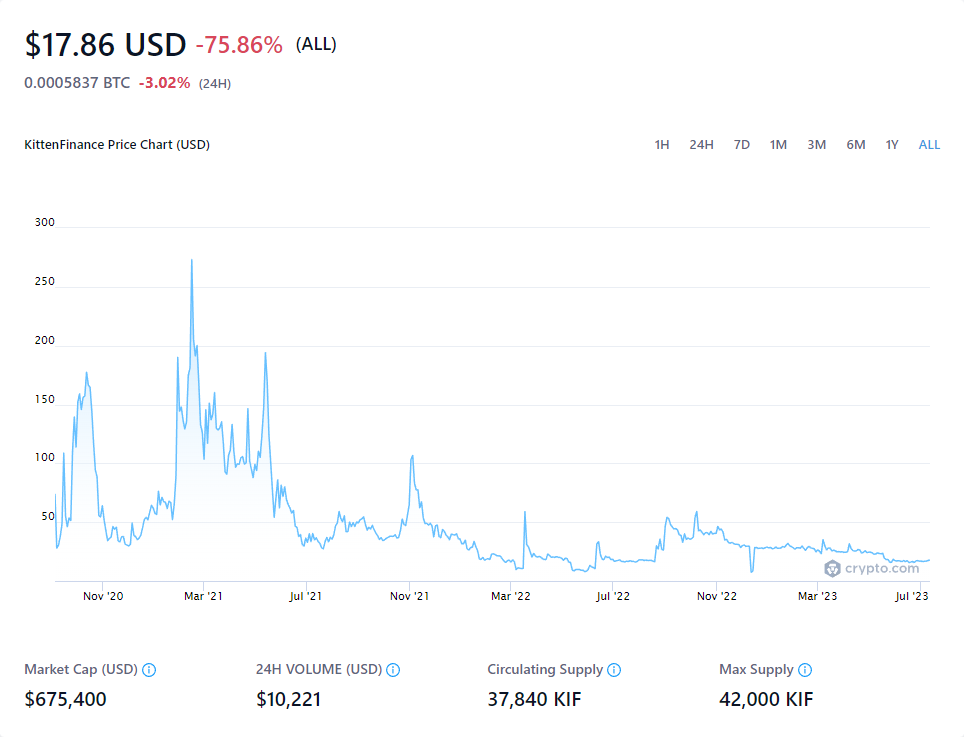 $17.86 USD -75.86% (ALL)
0.0005837 BTC -3.02% (24H)
KittenFinance Price Chart (USD) 1H 24H 7D 1M 3M 6M 1Y ALL
300
250
200
150
100
50
crypto.com
Nov '20 Mar '21 Jul '21 Nov '21 Mar '22 Jul '22 Nov '22 Mar '23 Jul '23
Market Cap (USD) 24H VOLUME (USD) Circulating Supply Max Supply
$675,400 $10,221 37,840 KIF 42,000 KIF